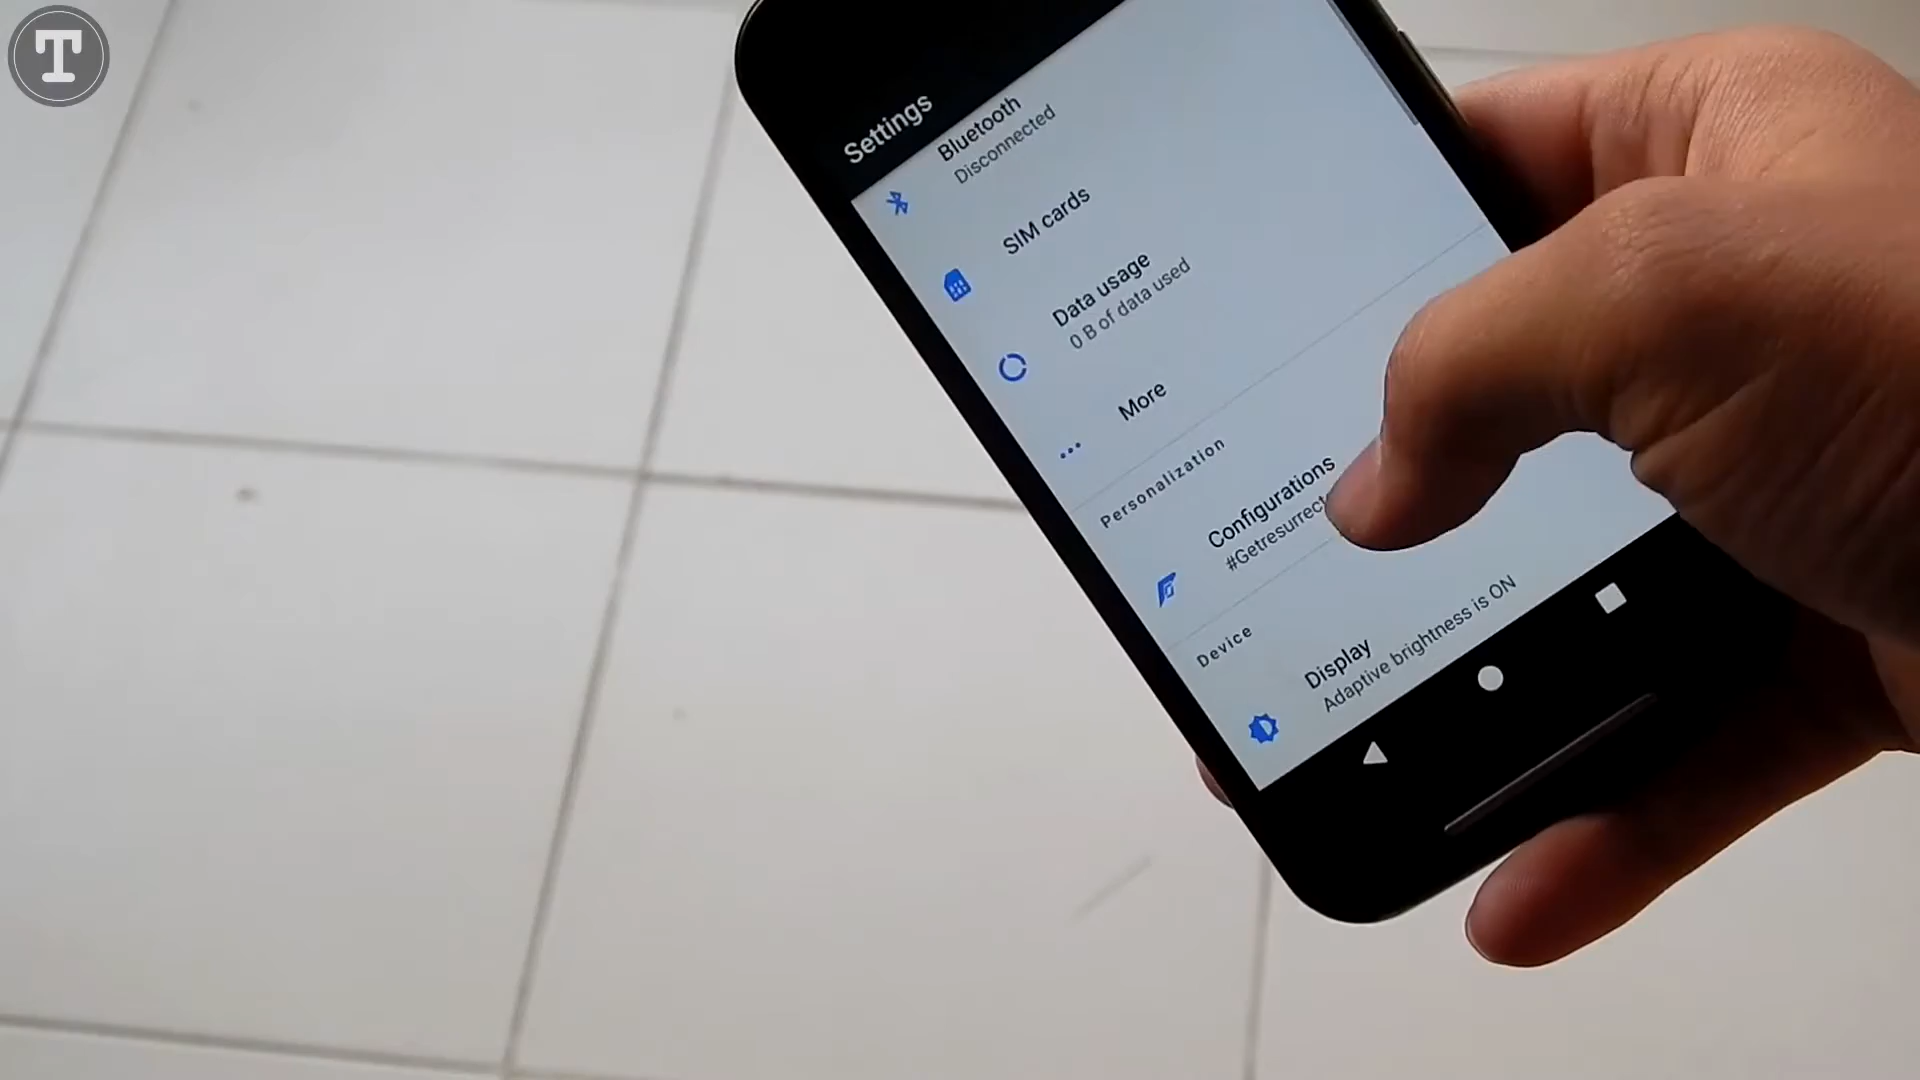 T
Settings
Bluetooth
Disconnected
SIM cards
Data usage
0 B of data used
More
Personalization
Configurations
Device
Display
Adaptive brightness is ON